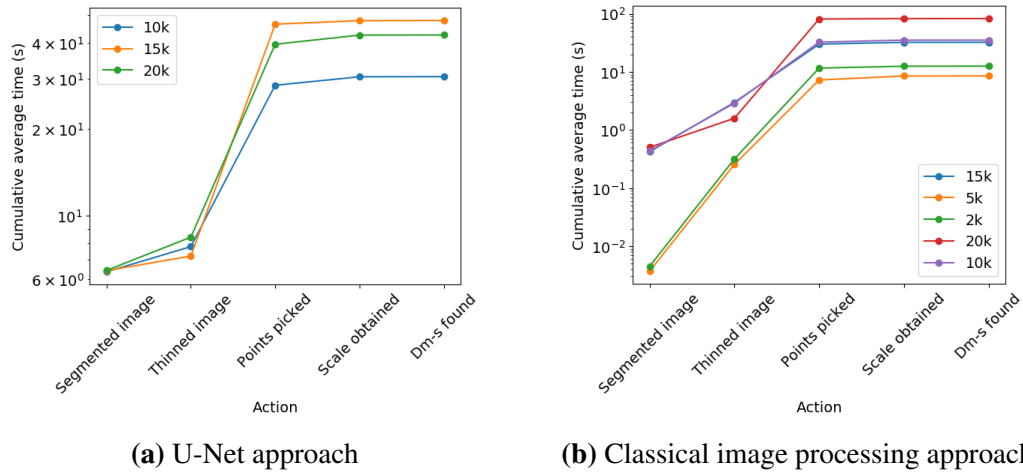 Cumulative average time (s)
4 × 10¹
3 × 10¹
2 × 10¹
10¹
6 × 10⁰
10k
15k
20k
Segmented image
Thinned image
Points picked
Scale obtained
Dm-s found
Action
(a) U-Net approach
Cumulative average time (s)
10²
10¹
10⁰
10⁻¹
10⁻²
15k
5k
2k
20k
10k
Segmented image
Thinned image
Points picked
Scale obtained
Dm-s found
Action
(b) Classical image processing approach